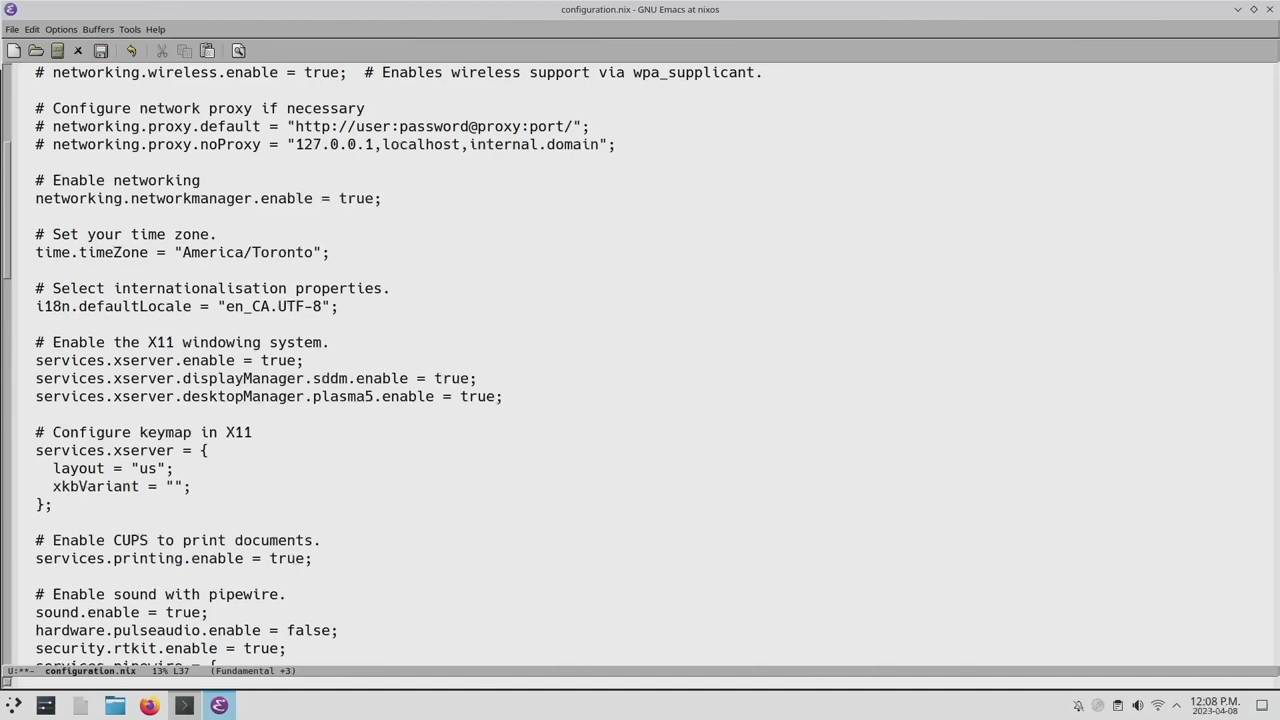 configuration.nix - GNU Emacs at nixos
File Edit Options Buffers Tools Help
# networking.wireless.enable = true;  # Enables wireless support via wpa_supplicant.
# Configure network proxy if necessary
# networking.proxy.default = "http://user:password@proxy:port/";
# networking.proxy.noProxy = "127.0.0.1,localhost,internal.domain";
# Enable networking
networking.networkmanager.enable = true;
# Set your time zone.
time.timeZone = "America/Toronto";
# Select internationalisation properties.
i18n.defaultLocale = "en_CA.UTF-8";
# Enable the X11 windowing system.
services.xserver.enable = true;
services.xserver.displayManager.sddm.enable = true;
services.xserver.desktopManager.plasma5.enable = true;
# Configure keymap in X11
services.xserver = {
  layout = "us";
  xkbVariant = "";
};
# Enable CUPS to print documents.
services.printing.enable = true;
# Enable sound with pipewire.
sound.enable = true;
hardware.pulseaudio.enable = false;
security.rtkit.enable = true;
services.pipewire = {
U:**-  configuration.nix   13% L37    (Fundamental +3)
12:08 P.M.
2023-04-08